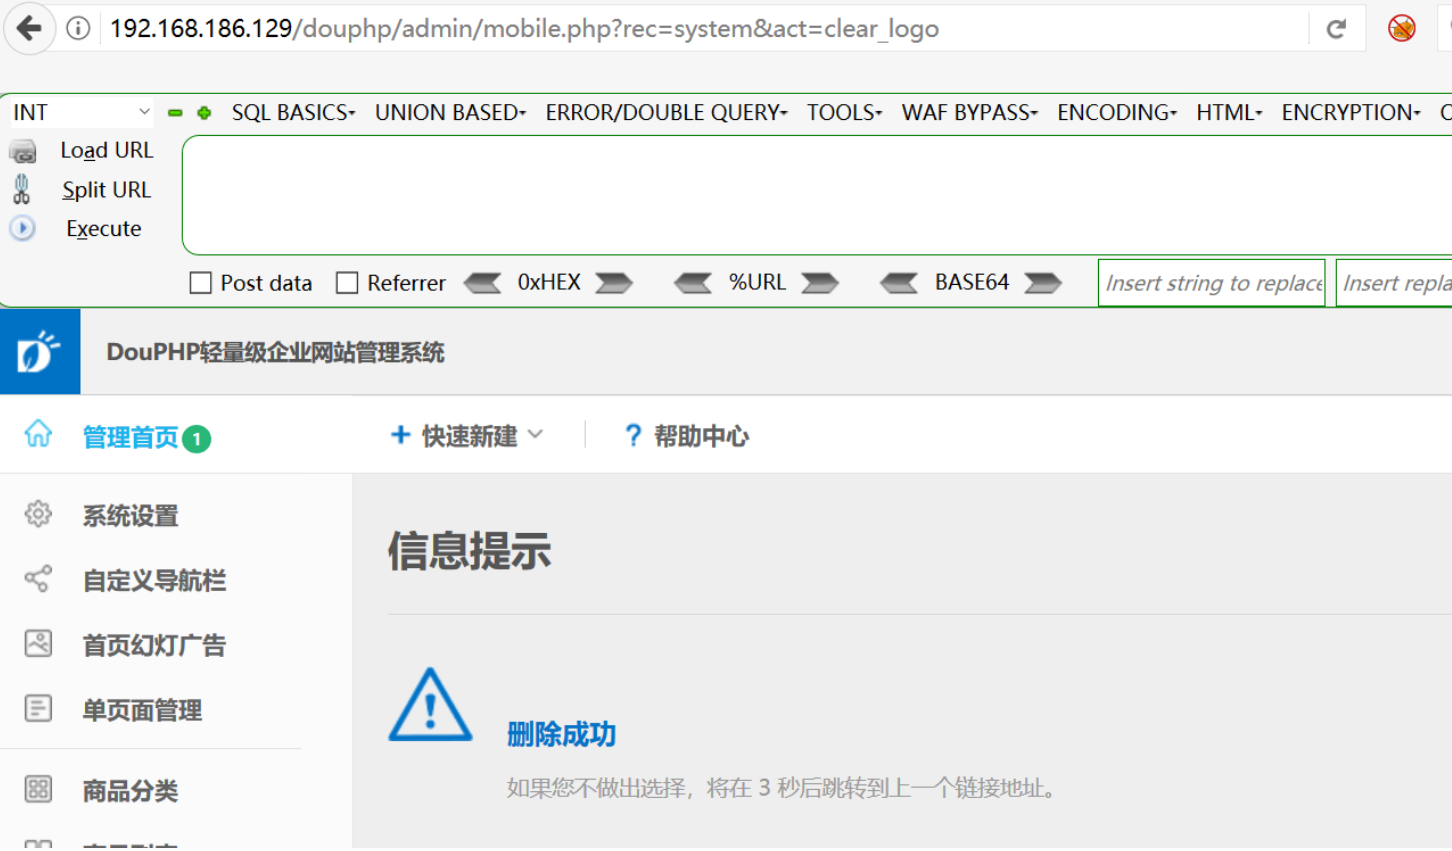 192.168.186.129/douphp/admin/mobile.php?rec=system&act=clear_logo
INT SQL BASICS UNION BASED ERROR/DOUBLE QUERY TOOLS WAF BYPASS ENCODING HTML ENCRYPTION
Load URL
Split URL
Execute
Post data Referrer 0xHEX %URL BASE64 Insert string to replace Insert repla
DouPHP轻量级企业网站管理系统
管理首页 1 快速新建 ? 帮助中心
系统设置
自定义导航栏
信息提示
首页幻灯广告
单页面管理
删除成功
如果您不做出选择，将在 3 秒后跳转到上一个链接地址。
商品分类